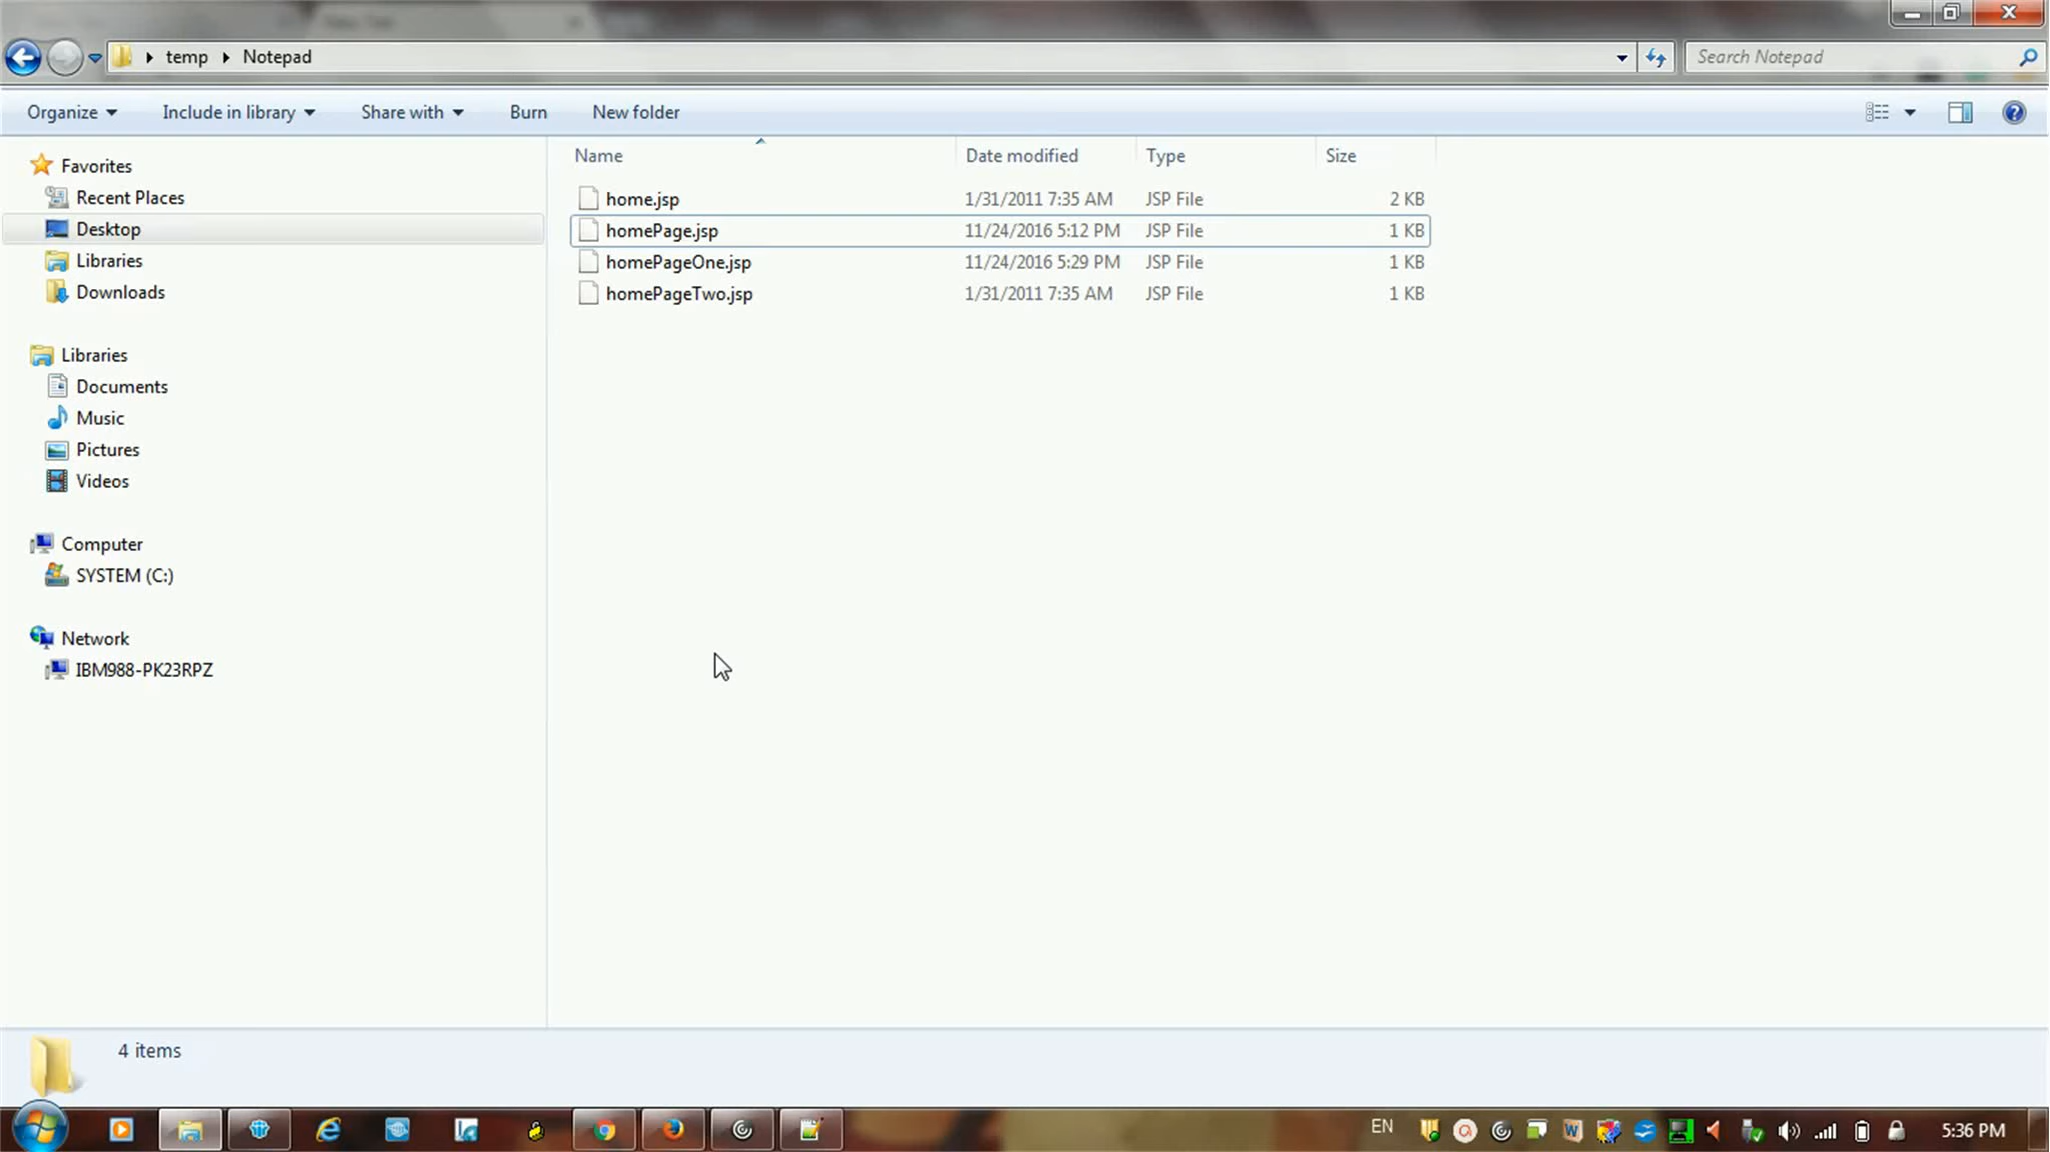 temp Notepad
Search Notepad
Organize Include in library Share with Burn New folder
Name Date modified Type Size
home.jsp 1/31/2011 7:35 AM JSP File 2 KB
homePage.jsp 11/24/2016 5:12 PM JSP File 1 KB
homePageOne.jsp 11/24/2016 5:29 PM JSP File 1 KB
homePageTwo.jsp 1/31/2011 7:35 AM JSP File 1 KB
Favorites
Recent Places
Desktop
Libraries
Downloads
Libraries
Documents
Music
Pictures
Videos
Computer
SYSTEM (C:)
Network
IBM988-PK23RPZ
4 items
EN
5:36 PM